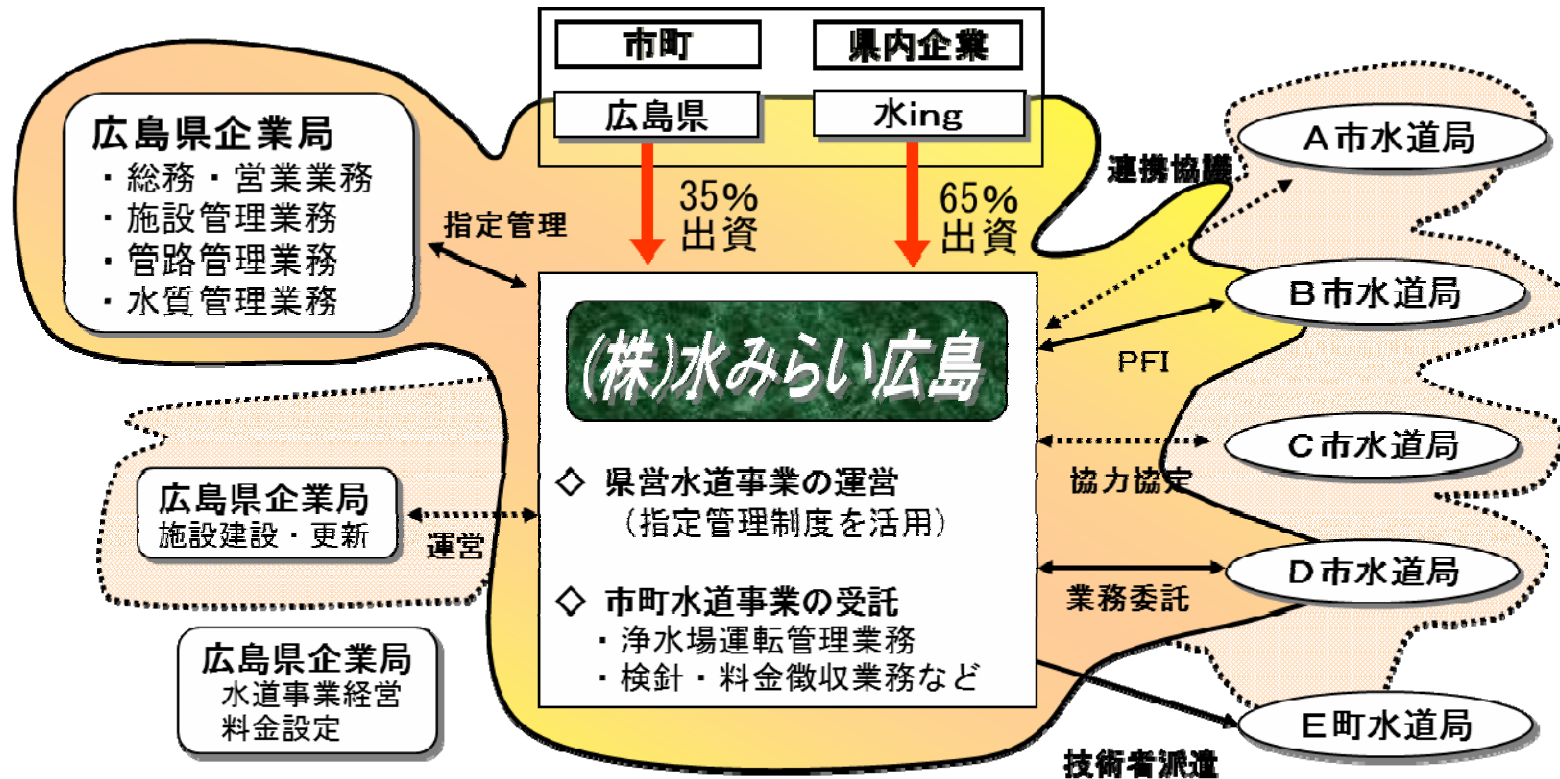 市町
県内企業
広島県
水ing
35%
出資
65%
出資
広島県企業局
・総務・営業業務
・施設管理業務
・管路管理業務
・水質管理業務
指定管理
(株)水みらい広島
◇ 県営水道事業の運営
（指定管理制度を活用）
◇ 市町水道事業の受託
・浄水場運転管理業務
・検針・料金徴収業務など
広島県企業局
施設建設・更新
運営
広島県企業局
水道事業経営
料金設定
連携協議
A市水道局
B市水道局
PFI
C市水道局
協力協定
D市水道局
業務委託
E町水道局
技術者派遣